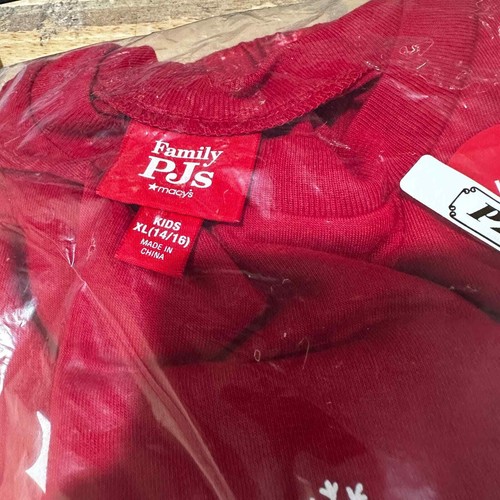 Family
PJs
★macy's
KIDS
XL(14/16)
MADE IN
CHINA